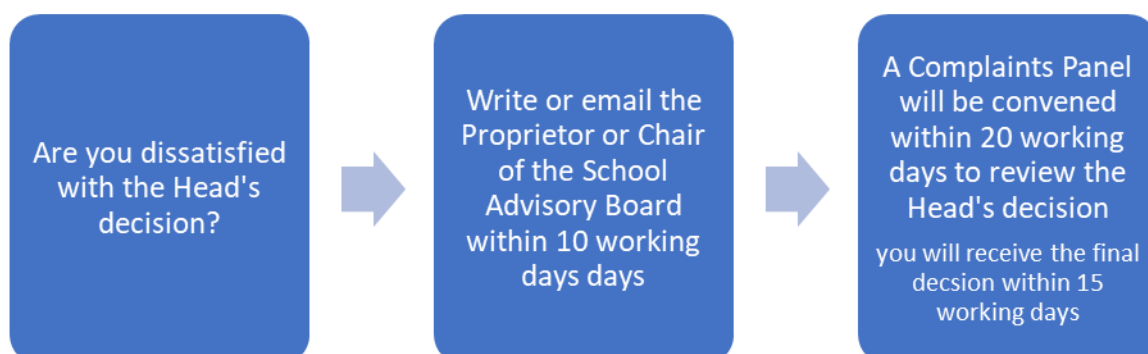 Are you dissatisfied
with the Head's
decision?
Write or email the
Proprietor or Chair
of the School
Advisory Board
within 10 working
days days
A Complaints Panel
will be convened
within 20 working
days to review the
Head's decision
you will receive the final
decsion within 15
working days